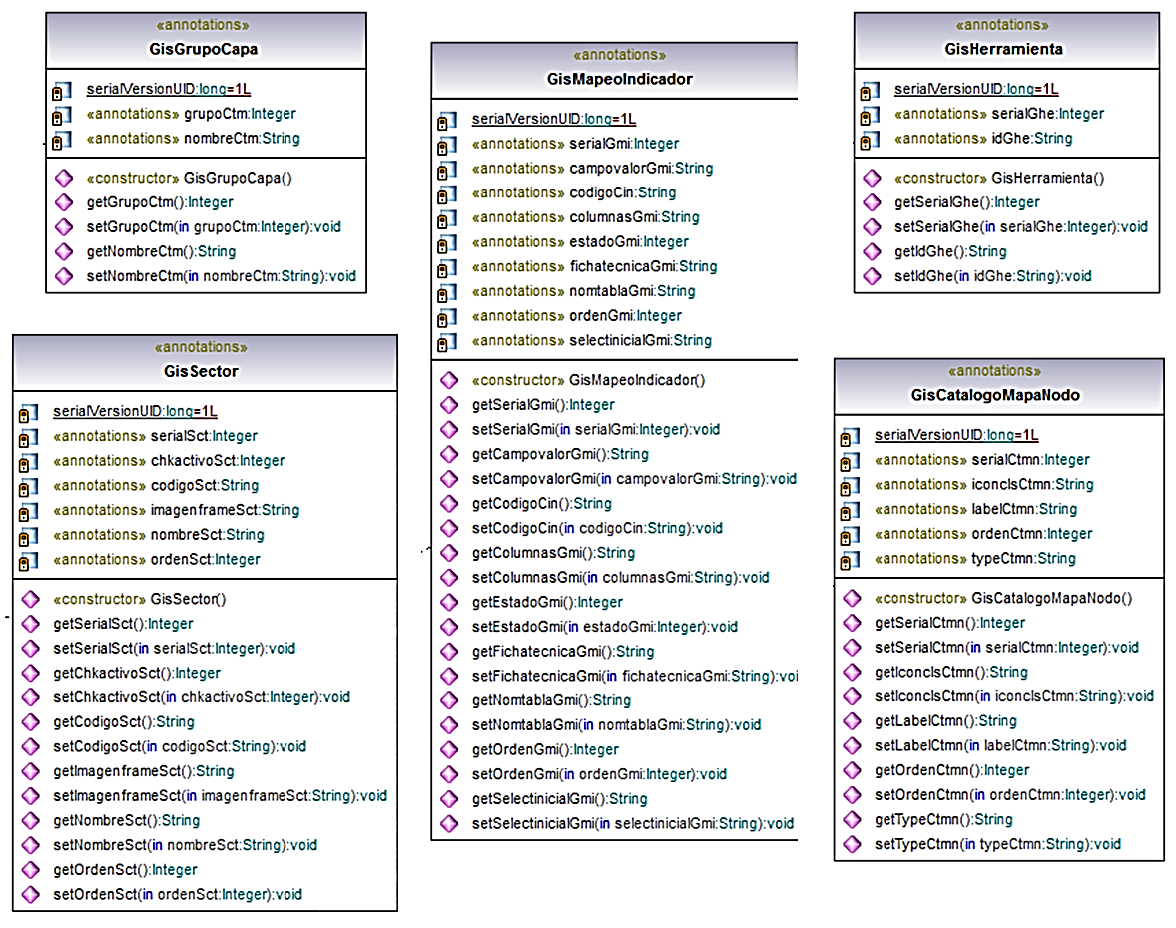 «annotations»
GisGrupoCapa
serialVersionUID:long=1L
«annotations» grupoCtm:Integer
«annotations» nombreCtm:String
«constructor» GisGrupoCapa()
getGrupoCtm():Integer
setGrupoCtm(in grupoCtm:Integer):void
getNombreCtm():String
setNombreCtm(in nombreCtm:String):void
«annotations»
GisSector
serialVersionUID:long=1L
«annotations» serialSct:Integer
«annotations» chkactivoSct:Integer
«annotations» codigoSct:String
«annotations» imagenframeSct:String
«annotations» nombreSct:String
«annotations» ordenSct:Integer
«constructor» GisSector()
getSerialSct():Integer
setSerialSct(in serialSct:Integer):void
getChkactivoSct():Integer
setChkactivoSct(in chkactivoSct:Integer):void
getCodigoSct():String
setCodigoSct(in codigoSct:String):void
getImagenframeSct():String
setImagenframeSct(in imagenframeSct:String):void
getNombreSct():String
setNombreSct(in nombreSct:String):void
getOrdenSct():Integer
setOrdenSct(in ordenSct:Integer):void
«annotations»
GisMapeoIndicador
serialVersionUID:long=1L
«annotations» serialGmi:Integer
«annotations» campovalorGmi:String
«annotations» codigoCin:String
«annotations» columnasGmi:String
«annotations» estadoGmi:Integer
«annotations» fichatecnicaGmi:String
«annotations» nomtablaGmi:String
«annotations» ordenGmi:Integer
«annotations» selectinicialGmi:String
«constructor» GisMapeoIndicador()
getSerialGmi():Integer
setSerialGmi(in serialGmi:Integer):void
getCampovalorGmi():String
setCampovalorGmi(in campovalorGmi:String):void
getCodigoCin():String
setCodigoCin(in codigoCin:String):void
getColumnasGmi():String
setColumnasGmi(in columnasGmi:String):void
getEstadoGmi():Integer
setEstadoGmi(in estadoGmi:Integer):void
getFichatecnicaGmi():String
setFichatecnicaGmi(in fichatecnicaGmi:String):voi
getNomtablaGmi():String
setNomtablaGmi(in nomtablaGmi:String):void
getOrdenGmi():Integer
setOrdenGmi(in ordenGmi:Integer):void
getSelectinicialGmi():String
setSelectinicialGmi(in selectinicialGmi:String):void
«annotations»
GisHerramienta
serialVersionUID:long=1L
«annotations» serialGhe:Integer
«annotations» idGhe:String
«constructor» GisHerramienta()
getSerialGhe():Integer
setSerialGhe(in serialGhe:Integer):void
getIdGhe():String
setIdGhe(in idGhe:String):void
«annotations»
GisCatalogoMapaNodo
serialVersionUID:long=1L
«annotations» serialCtmn:Integer
«annotations» iconclsCtmn:String
«annotations» labelCtmn:String
«annotations» ordenCtmn:Integer
«annotations» typeCtmn:String
«constructor» GisCatalogoMapaNodo()
getSerialCtmn():Integer
setSerialCtmn(in serialCtmn:Integer):void
getIconclsCtmn():String
setIconclsCtmn(in iconclsCtmn:String):void
getLabelCtmn():String
setLabelCtmn(in labelCtmn:String):void
getOrdenCtmn():Integer
setOrdenCtmn(in ordenCtmn:Integer):void
getTypeCtmn():String
setTypeCtmn(in typeCtmn:String):void